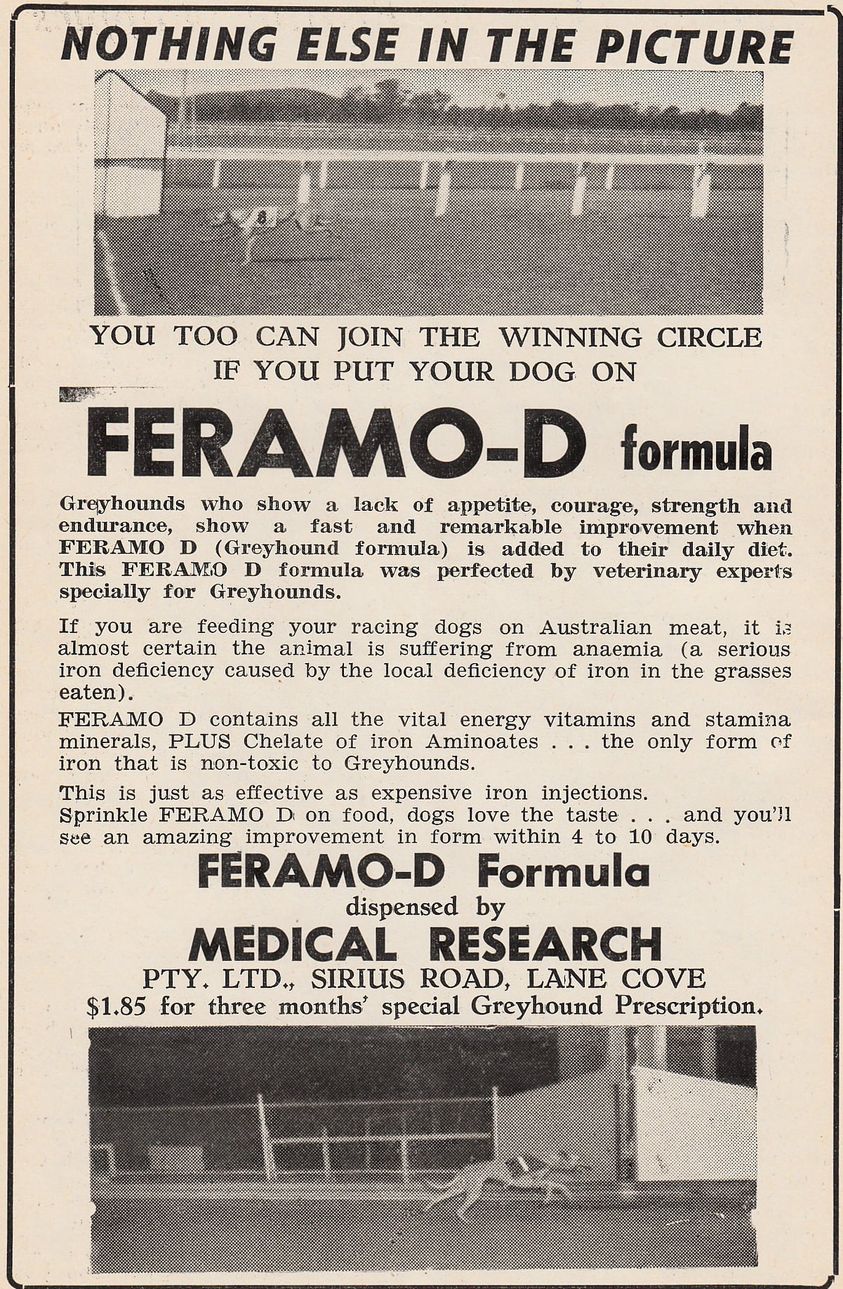 NOTHING ELSE IN THE PICTURE
8
YOU TOO CAN JOIN THE WINNING CIRCLE
IF YOU PUT YOUR DOG ON
FERAMO-D formula
Greyhounds who show a lack of appetite, courage, strength and
endurance, show a fast and remarkable improvement when
FERAMO D (Greyhound formula) is added to their daily diet.
This FERAMO D formula was perfected by veterinary experts
specially for Greyhounds.
If you are feeding your racing dogs on Australian meat, it is
almost certain the animal is suffering from anaemia (a serious
iron deficiency caused by the local deficiency of iron in the grasses
eaten).
FERAMO D contains all the vital energy vitamins and stamina
minerals, PLUS Chelate of iron Aminoates . . . the only form of
iron that is non-toxic to Greyhounds.
This is just as effective as expensive iron injections.
Sprinkle FERAMO D on food, dogs love the taste . . . and you'll
see an amazing improvement in form within 4 to 10 days.
FERAMO-D Formula
dispensed by
MEDICAL RESEARCH
PTY. LTD., SIRIUS ROAD, LANE COVE
$1.85 for three months' special Greyhound Prescription.